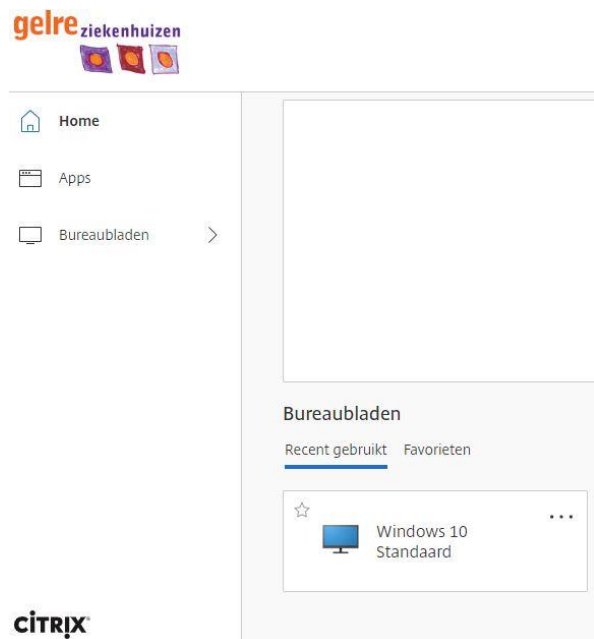 gelre ziekenhuizen
Home
Apps
Bureaubladen
Bureaubladen
Recent gebruikt Favorieten
Windows 10
Standaard
citrix